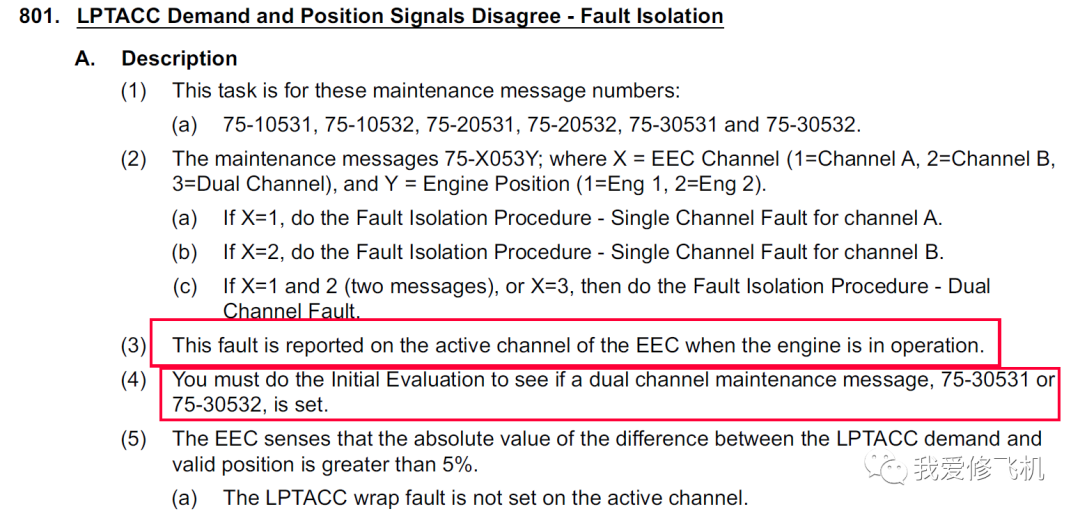 801. LPTACC Demand and Position Signals Disagree - Fault Isolation
A. Description
(1) This task is for these maintenance message numbers:
(a) 75-10531, 75-10532, 75-20531, 75-20532, 75-30531 and 75-30532.
(2) The maintenance messages 75-X053Y; where X = EEC Channel (1=Channel A, 2=Channel B,
3=Dual Channel), and Y = Engine Position (1=Eng 1, 2=Eng 2).
(a) If X=1, do the Fault Isolation Procedure - Single Channel Fault for channel A.
(b) If X=2, do the Fault Isolation Procedure - Single Channel Fault for channel B.
(c) If X=1 and 2 (two messages), or X=3, then do the Fault Isolation Procedure - Dual
Channel Fault.
(3) This fault is reported on the active channel of the EEC when the engine is in operation.
(4) You must do the Initial Evaluation to see if a dual channel maintenance message, 75-30531 or
75-30532, is set.
(5) The EEC senses that the absolute value of the difference between the LPTACC demand and
valid position is greater than 5%.
(a) The LPTACC wrap fault is not set on the active channel.
我爱修飞机